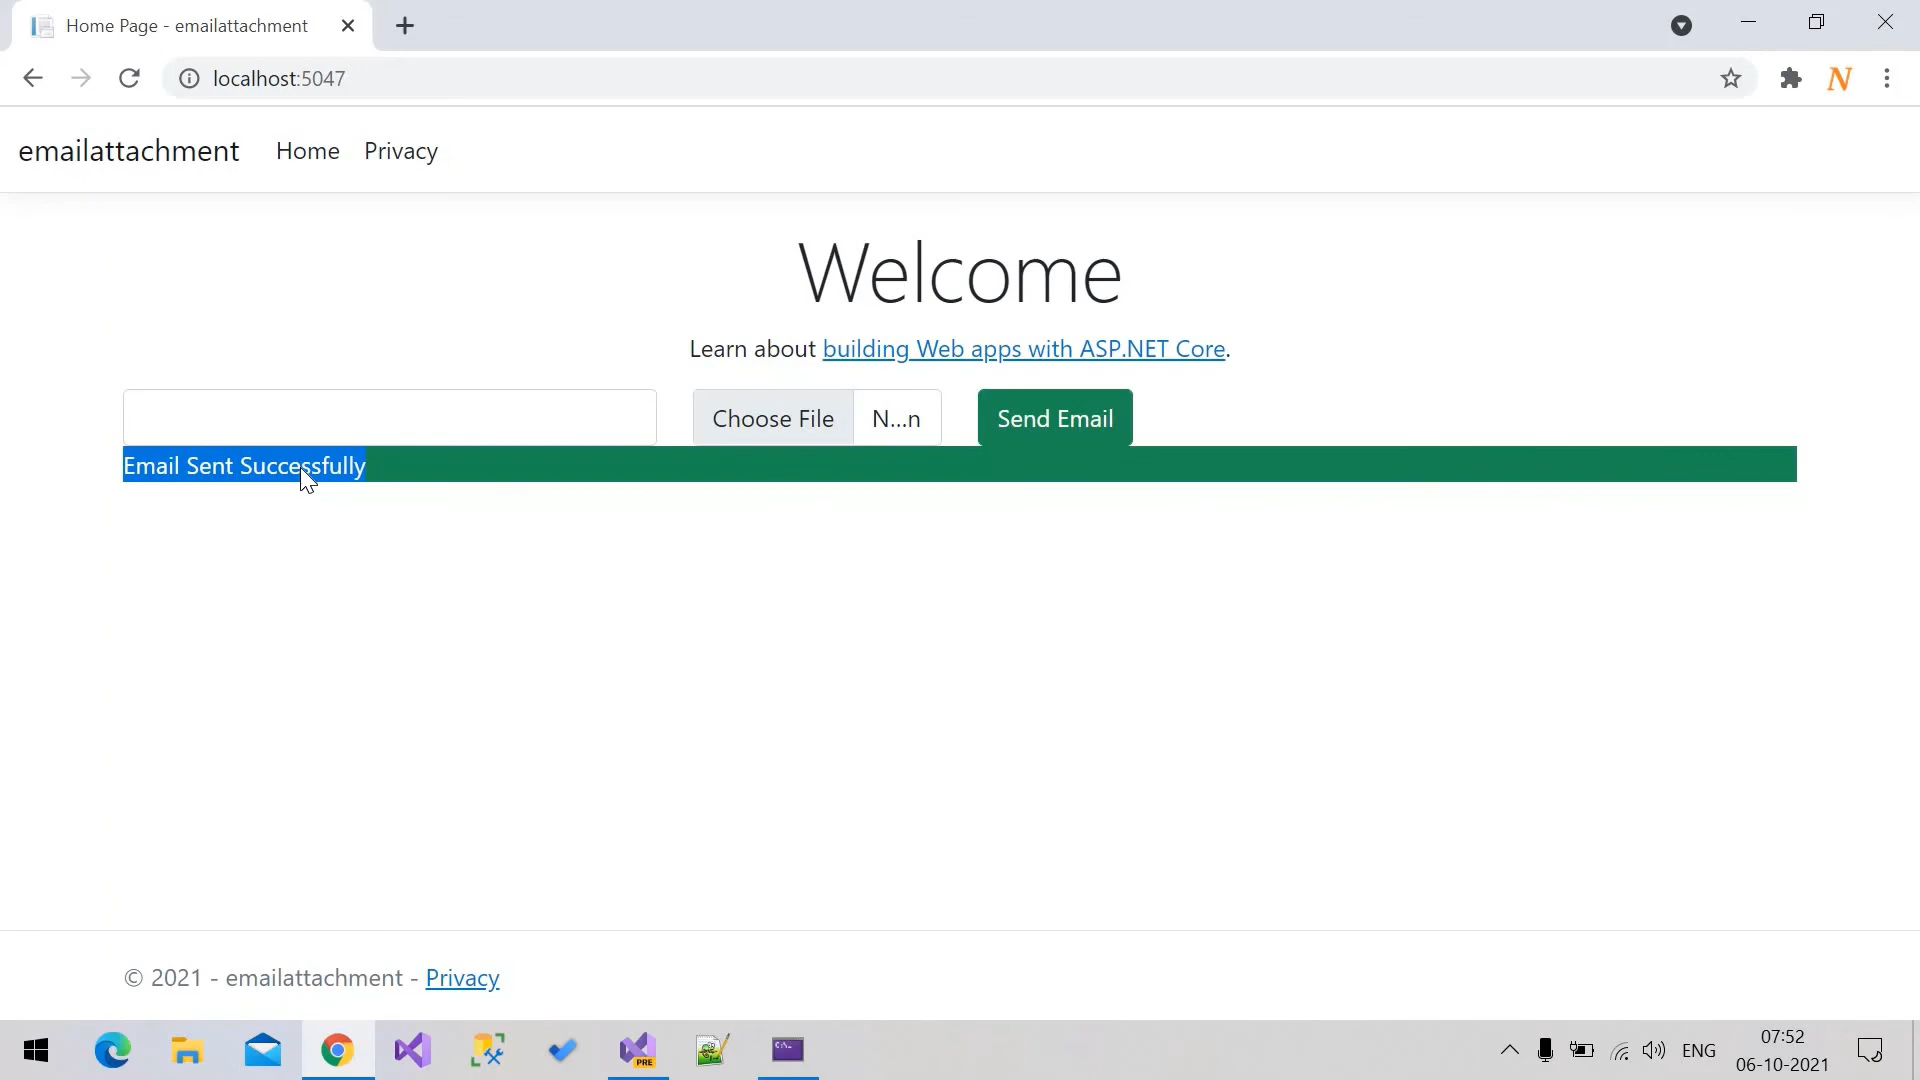 Home Page - emailattachment
localhost:5047
emailattachment Home Privacy
Welcome
Learn about building Web apps with ASP.NET Core.
Choose File N...n Send Email
Email Sent Successfully
© 2021 - emailattachment - Privacy
PRE
C:\_
ENG
07:52
06-10-2021